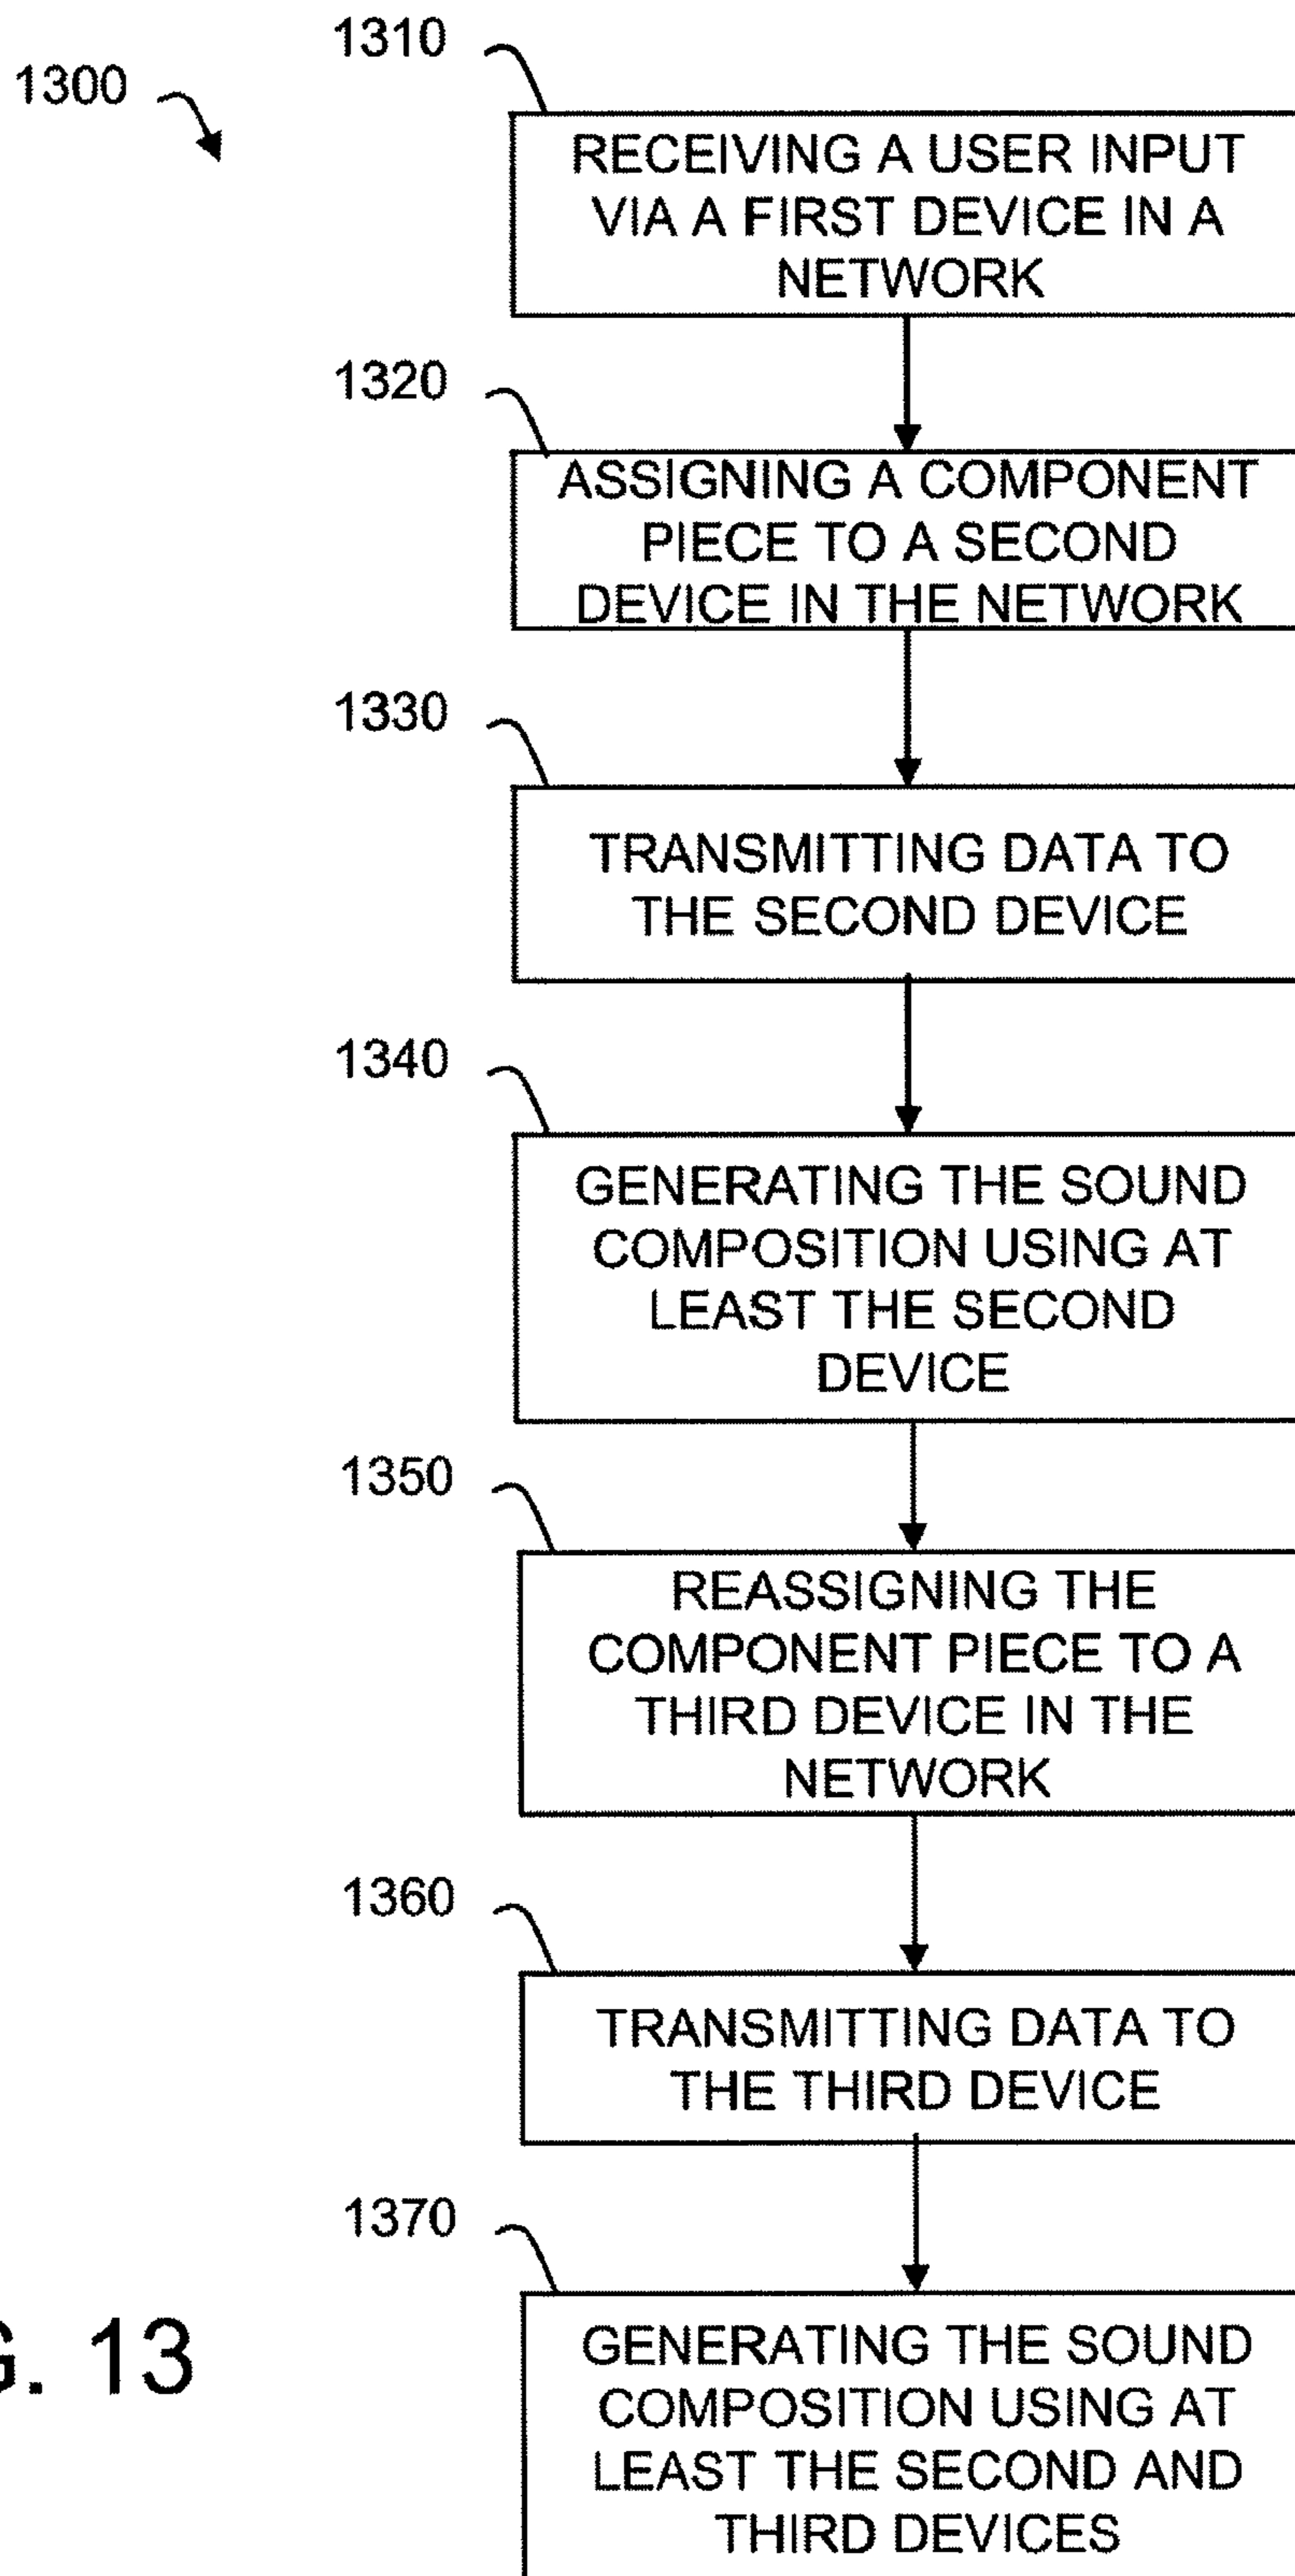 1300
1310
RECEIVING A USER INPUT
VIA A FIRST DEVICE IN A
NETWORK
1320
ASSIGNING A COMPONENT
PIECE TO A SECOND
DEVICE IN THE NETWORK
1330
TRANSMITTING DATA TO
THE SECOND DEVICE
1340
GENERATING THE SOUND
COMPOSITION USING AT
LEAST THE SECOND
DEVICE
1350
REASSIGNING THE
COMPONENT PIECE TO A
THIRD DEVICE IN THE
NETWORK
1360
TRANSMITTING DATA TO
THE THIRD DEVICE
1370
GENERATING THE SOUND
COMPOSITION USING AT
LEAST THE SECOND AND
THIRD DEVICES
G. 13